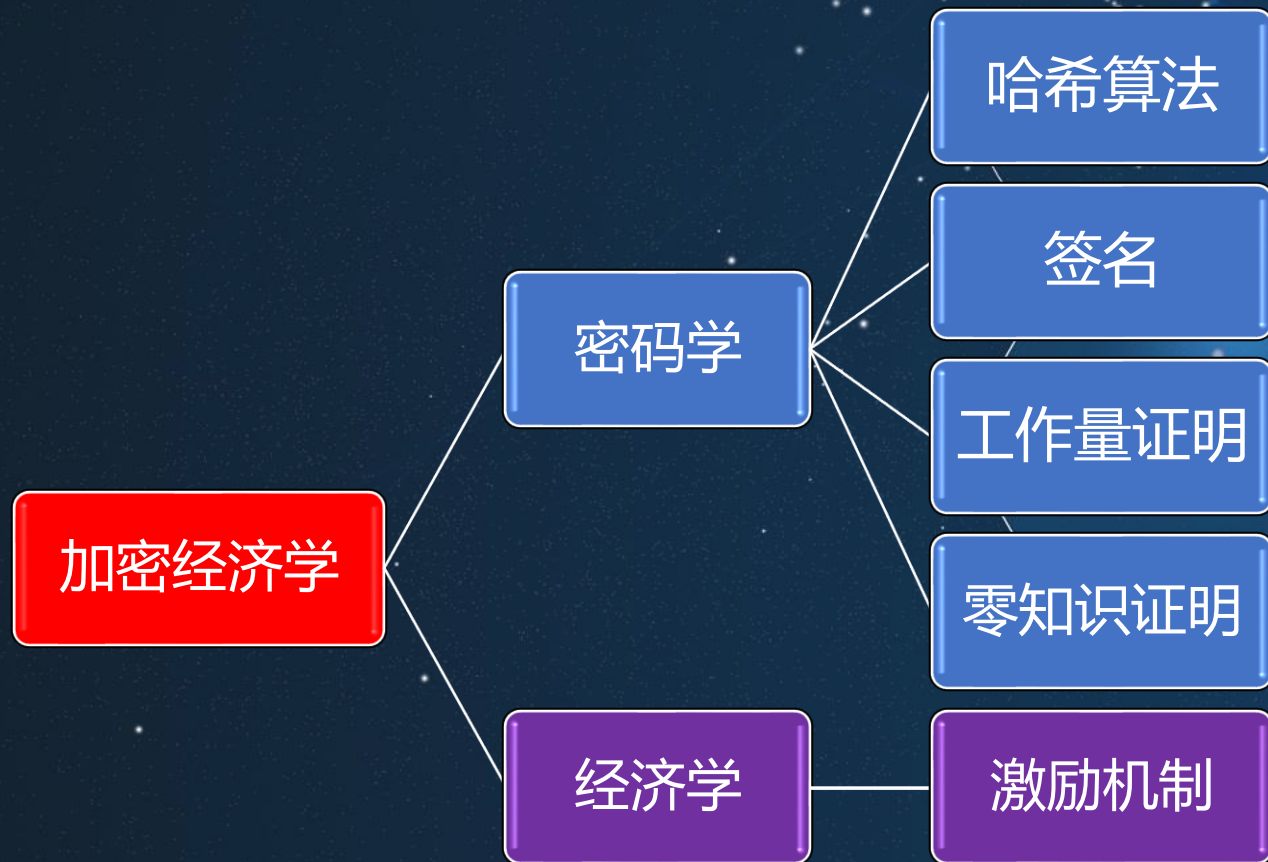 加密经济学
密码学
哈希算法
签名
工作量证明
零知识证明
经济学
激励机制